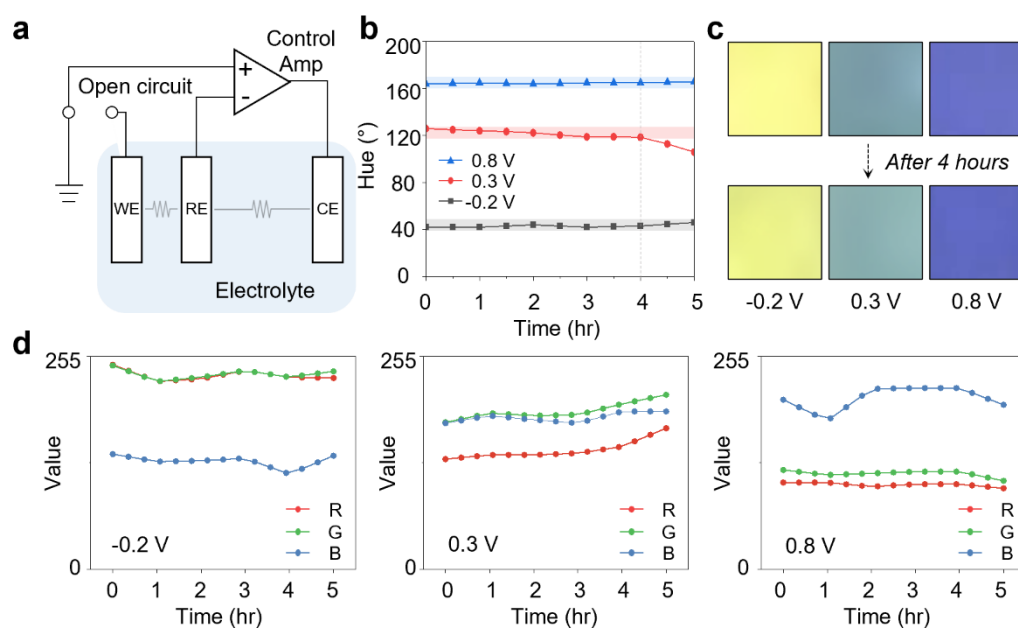 a
Control
Amp
Open circuit
+
-
WE
RE
CE
Electrolyte
b
200
160
120
80
40
0
Hue (°)
0.8 V
0.3 V
-0.2 V
0 1 2 3 4 5
Time (hr)
c
After 4 hours
-0.2 V 0.3 V 0.8 V
d
255
0
Value
R
G
B
-0.2 V
0 1 2 3 4 5
Time (hr)
255
0
Value
R
G
B
0.3 V
0 1 2 3 4 5
Time (hr)
255
0
Value
R
G
B
0.8 V
0 1 2 3 4 5
Time (hr)